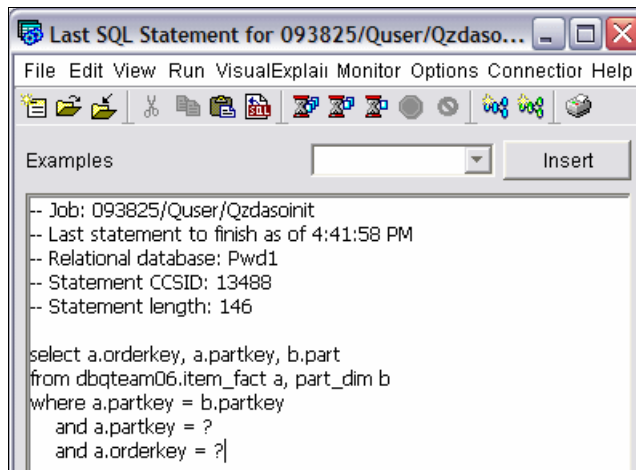 Last SQL Statement for 093825/Quser/Qzdaso...
File Edit View Run VisualExplain Monitor Options Connection Help
Examples
Insert
-- Job: 093825/Quser/Qzdasoinit
-- Last statement to finish as of 4:41:58 PM
-- Relational database: Pwd1
-- Statement CCSID: 13488
-- Statement length: 146
select a.orderkey, a.partkey, b.part
from dbqteam06.item_fact a, part_dim b
where a.partkey = b.partkey
and a.partkey = ?
and a.orderkey = ?